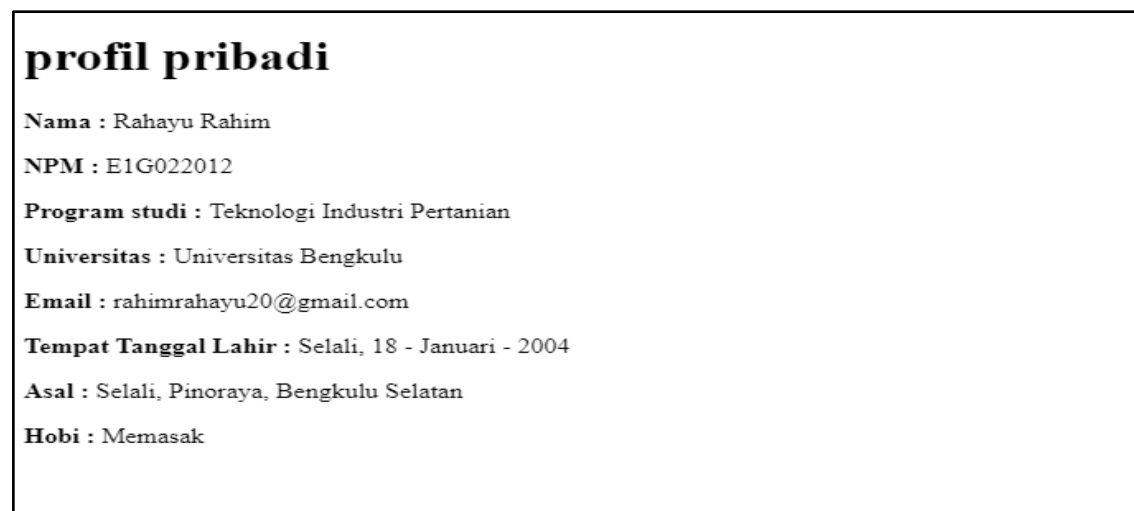 profil pribadi
Nama : Rahayu Rahim
NPM : E1G022012
Program studi : Teknologi Industri Pertanian
Universitas : Universitas Bengkulu
Email : rahimrahayu20@gmail.com
Tempat Tanggal Lahir : Selali, 18 - Januari - 2004
Asal : Selali, Pinoraya, Bengkulu Selatan
Hobi : Memasak